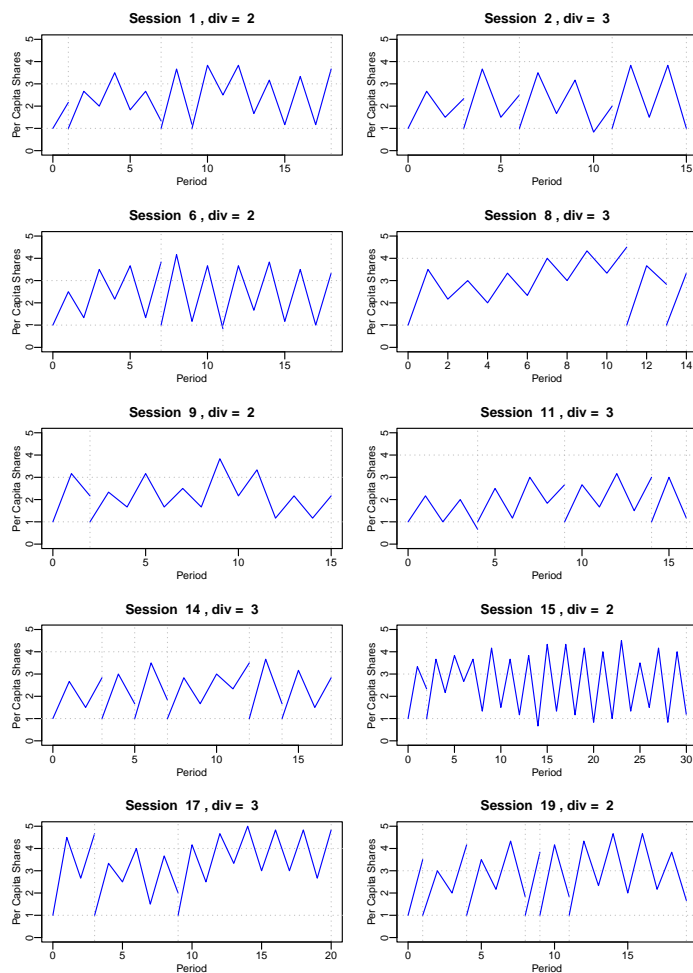 Session 1 , div = 2
Per Capita Shares
0 1 2 3 4 5
0 5 10 15
Period
Session 2 , div = 3
Per Capita Shares
0 1 2 3 4 5
0 5 10 15
Period
Session 6 , div = 2
Per Capita Shares
0 1 2 3 4 5
0 5 10 15
Period
Session 8 , div = 3
Per Capita Shares
0 1 2 3 4 5
0 2 4 6 8 10 12 14
Period
Session 9 , div = 2
Per Capita Shares
0 1 2 3 4 5
0 5 10 15
Period
Session 11 , div = 3
Per Capita Shares
0 1 2 3 4 5
0 5 10 15
Period
Session 14 , div = 3
Per Capita Shares
0 1 2 3 4 5
0 5 10 15
Period
Session 15 , div = 2
Per Capita Shares
0 1 2 3 4 5
0 5 10 15 20 25 30
Period
Session 17 , div = 3
Per Capita Shares
0 1 2 3 4 5
0 5 10 15 20
Period
Session 19 , div = 2
Per Capita Shares
0 1 2 3 4 5
0 5 10 15
Period